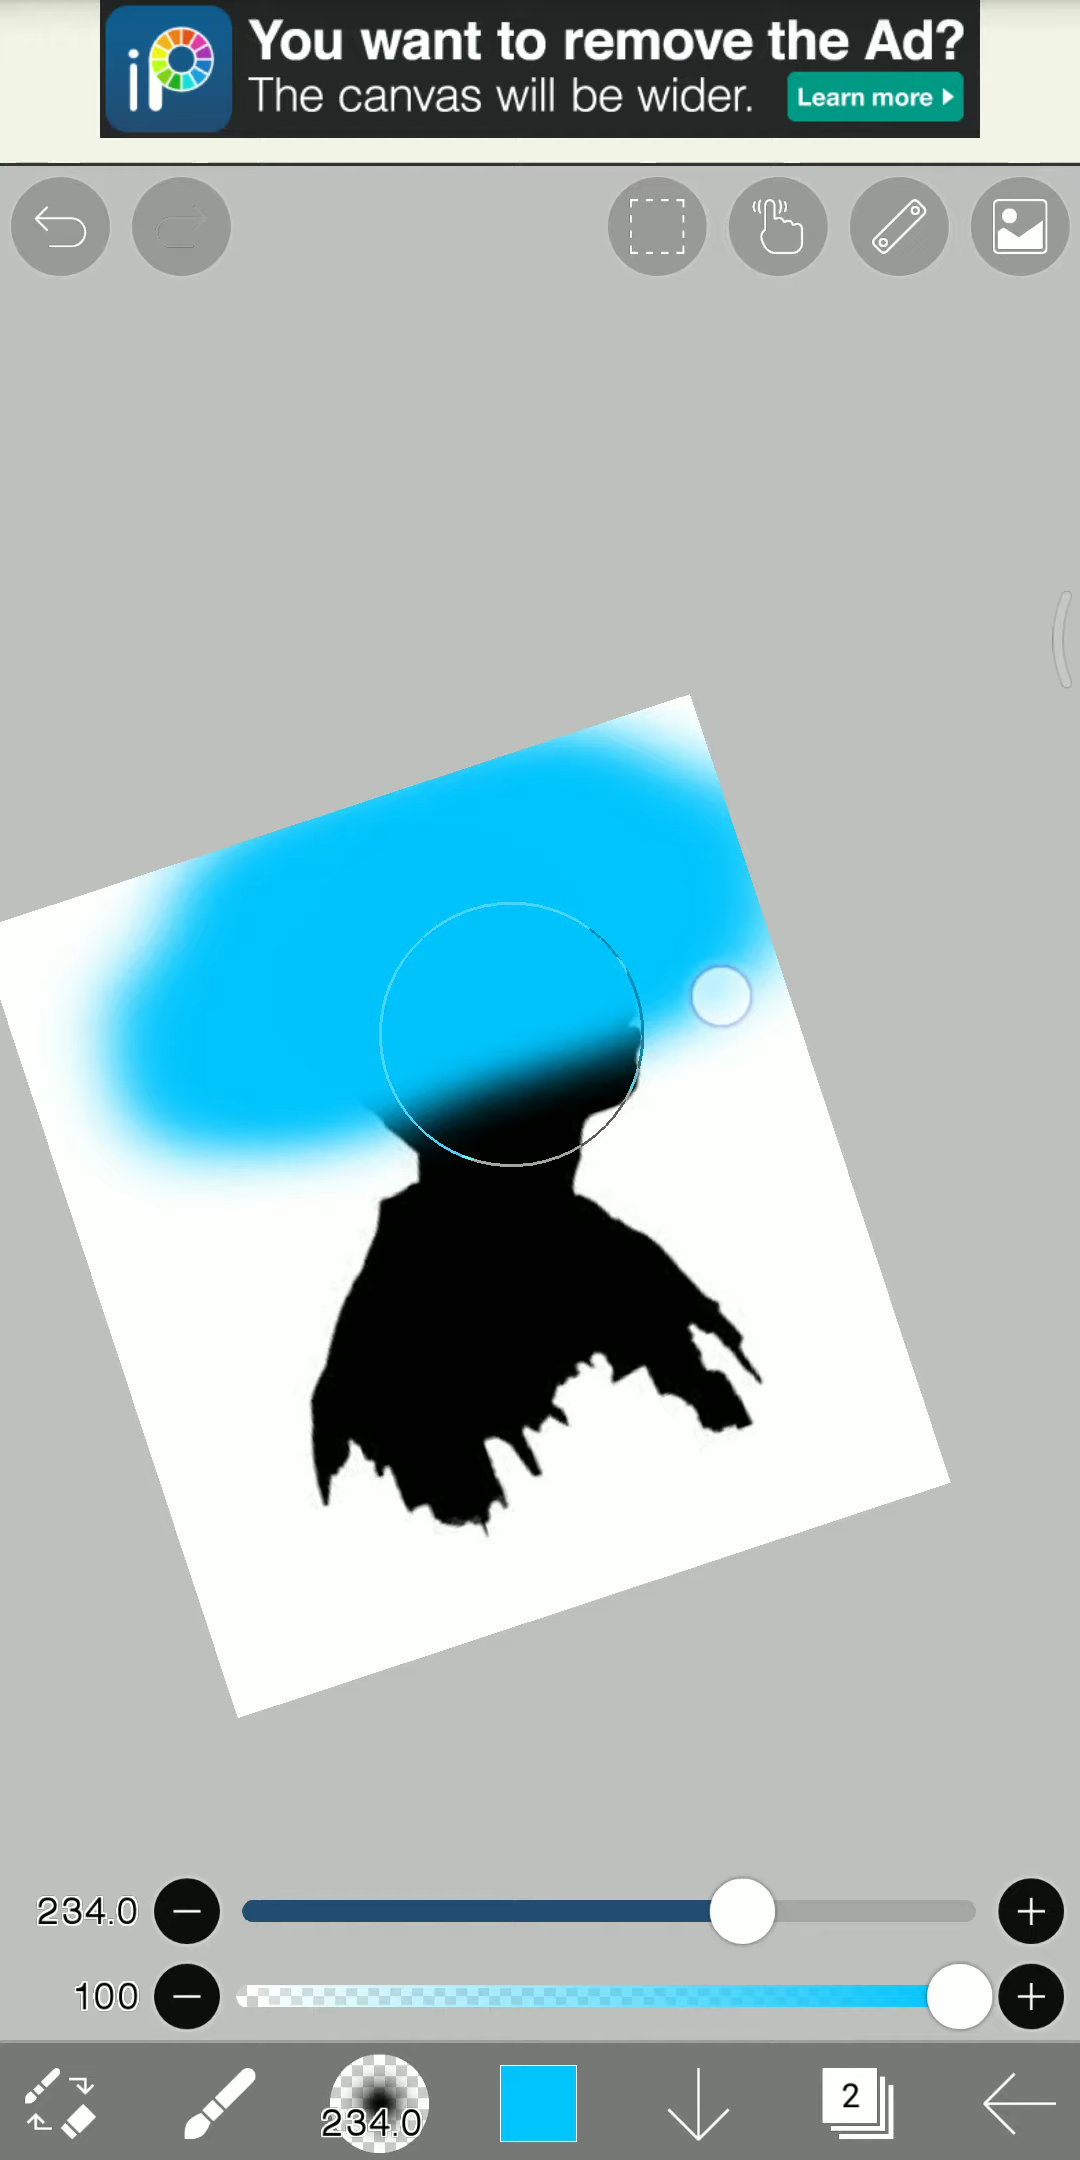 iP
You want to remove the Ad?
The canvas will be wider.
Learn more
234.0
100
234.0
2